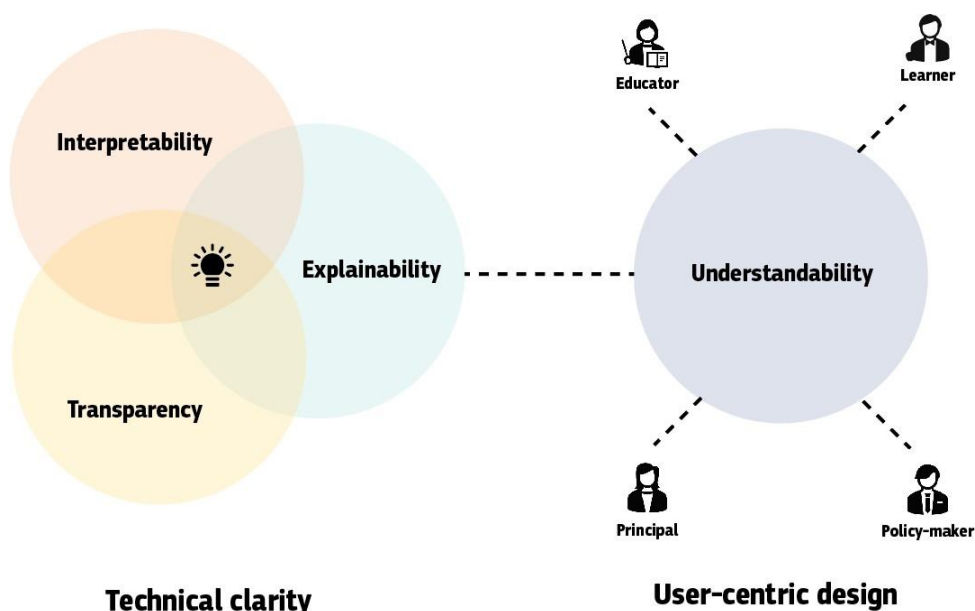 Educator
Learner
Interpretability
Explainability
Understandability
Transparency
Principal
Policy-maker
Technical clarity
User-centric design